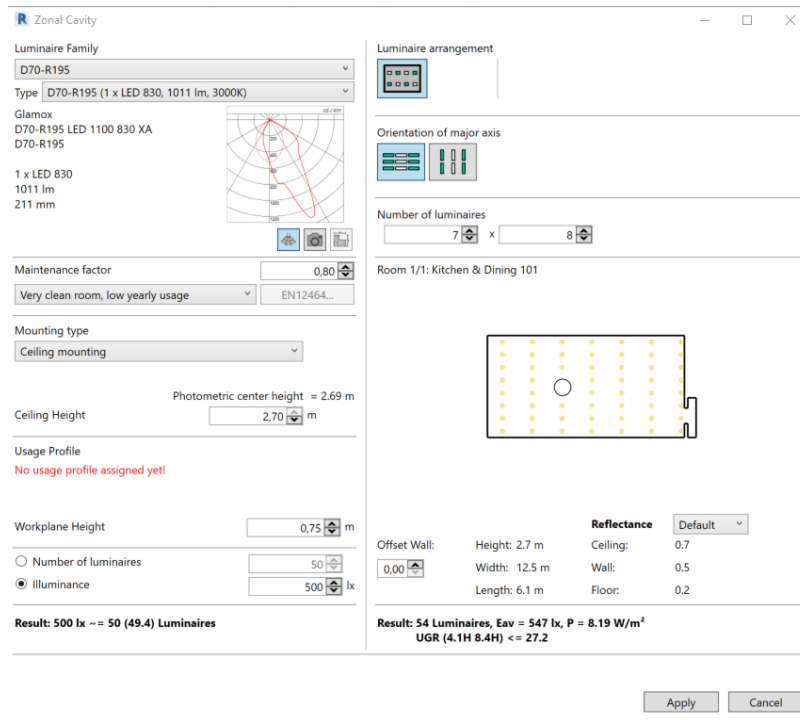 R Zonal Cavity
Luminaire Family
D70-R195
Type D70-R195 (1 x LED 830, 1011 lm, 3000K)
Glamox
D70-R195 LED 1100 830 XA
D70-R195
1 x LED 830
1011 lm
211 mm
cd / klm
200
400
600
800
1000
1200
Maintenance factor 0,80
Very clean room, low yearly usage EN12464...
Mounting type
Ceiling mounting
Photometric center height = 2.69 m
Ceiling Height 2,70 m
Usage Profile
No usage profile assigned yet!
Workplane Height 0,75 m
Number of luminaires 50
Illuminance 500 lx
Result: 500 lx ~= 50 (49.4) Luminaires
Luminaire arrangement
Orientation of major axis
Number of luminaires
7 x 8
Room 1/1: Kitchen & Dining 101
Reflectance Default
Offset Wall: Height: 2.7 m Ceiling: 0.7
0,00 Width: 12.5 m Wall: 0.5
Length: 6.1 m Floor: 0.2
Result: 54 Luminaires, Eav = 547 lx, P = 8.19 W/m²
UGR (4.1H 8.4H) <= 27.2
Apply Cancel